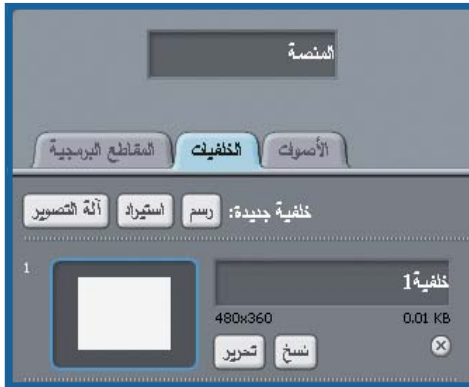 المنصة
الأصوات الخلفيات المقاطع البرمجية
خلفية جديدة: رسم استيراد آلة التصوير
1
خلفية1
480x360 0.01 KB
نسخ تحرير